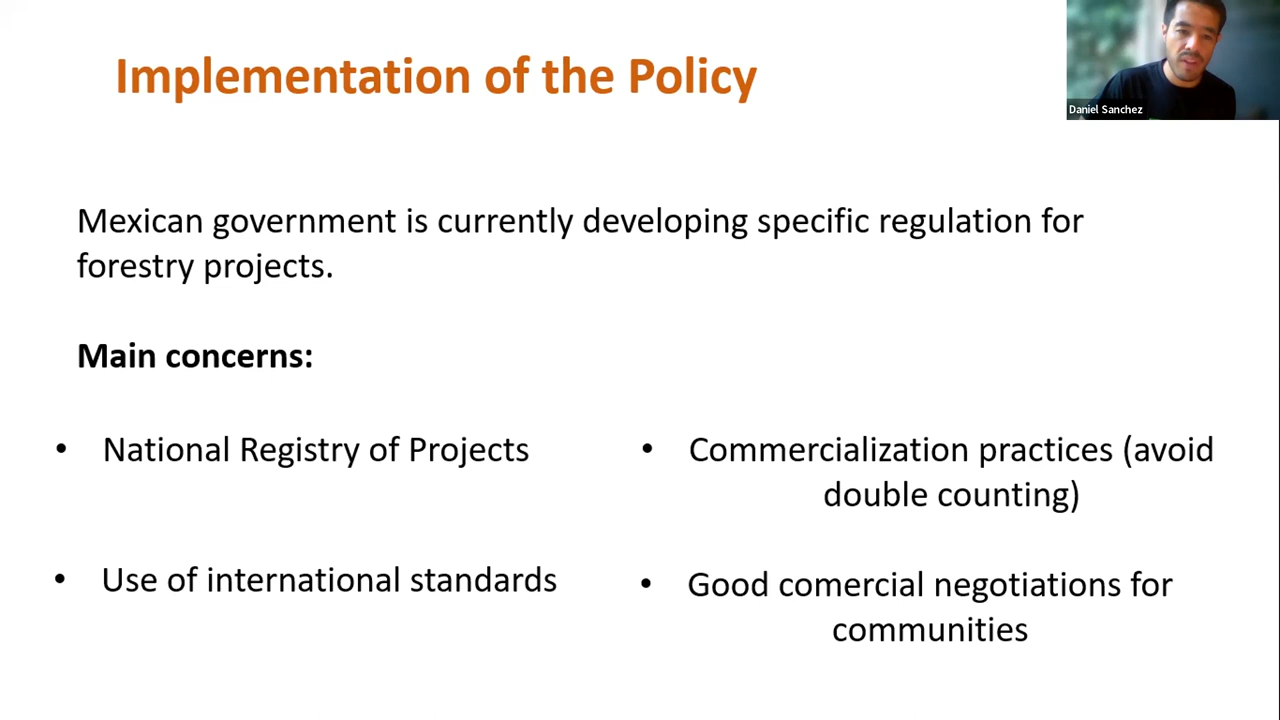 Implementation of the Policy
Daniel Sanchez
Mexican government is currently developing specific regulation for
forestry projects.
Main concerns:
• National Registry of Projects
• Use of international standards
• Commercialization practices (avoid
double counting)
• Good comercial negotiations for
communities